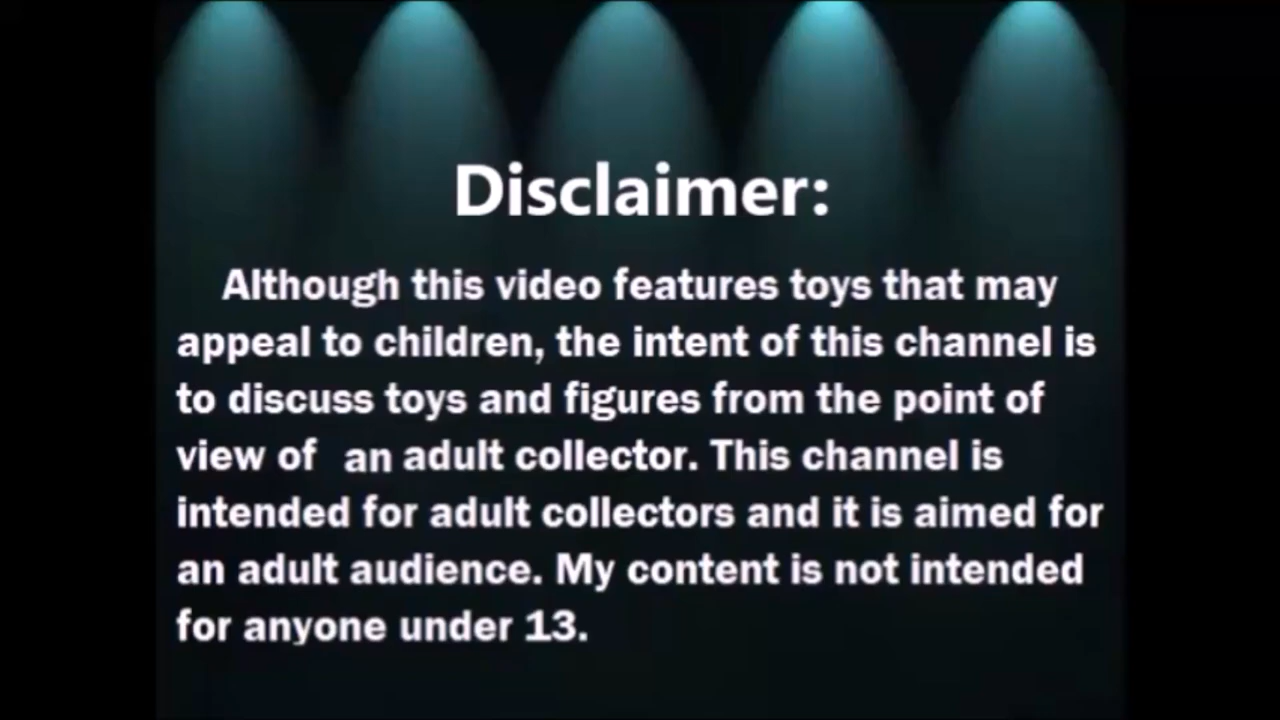 Disclaimer:
Although this video features toys that may
appeal to children, the intent of this channel is
to discuss toys and figures from the point of
view of an adult collector. This channel is
intended for adult collectors and it is aimed for
an adult audience. My content is not intended
for anyone under 13.